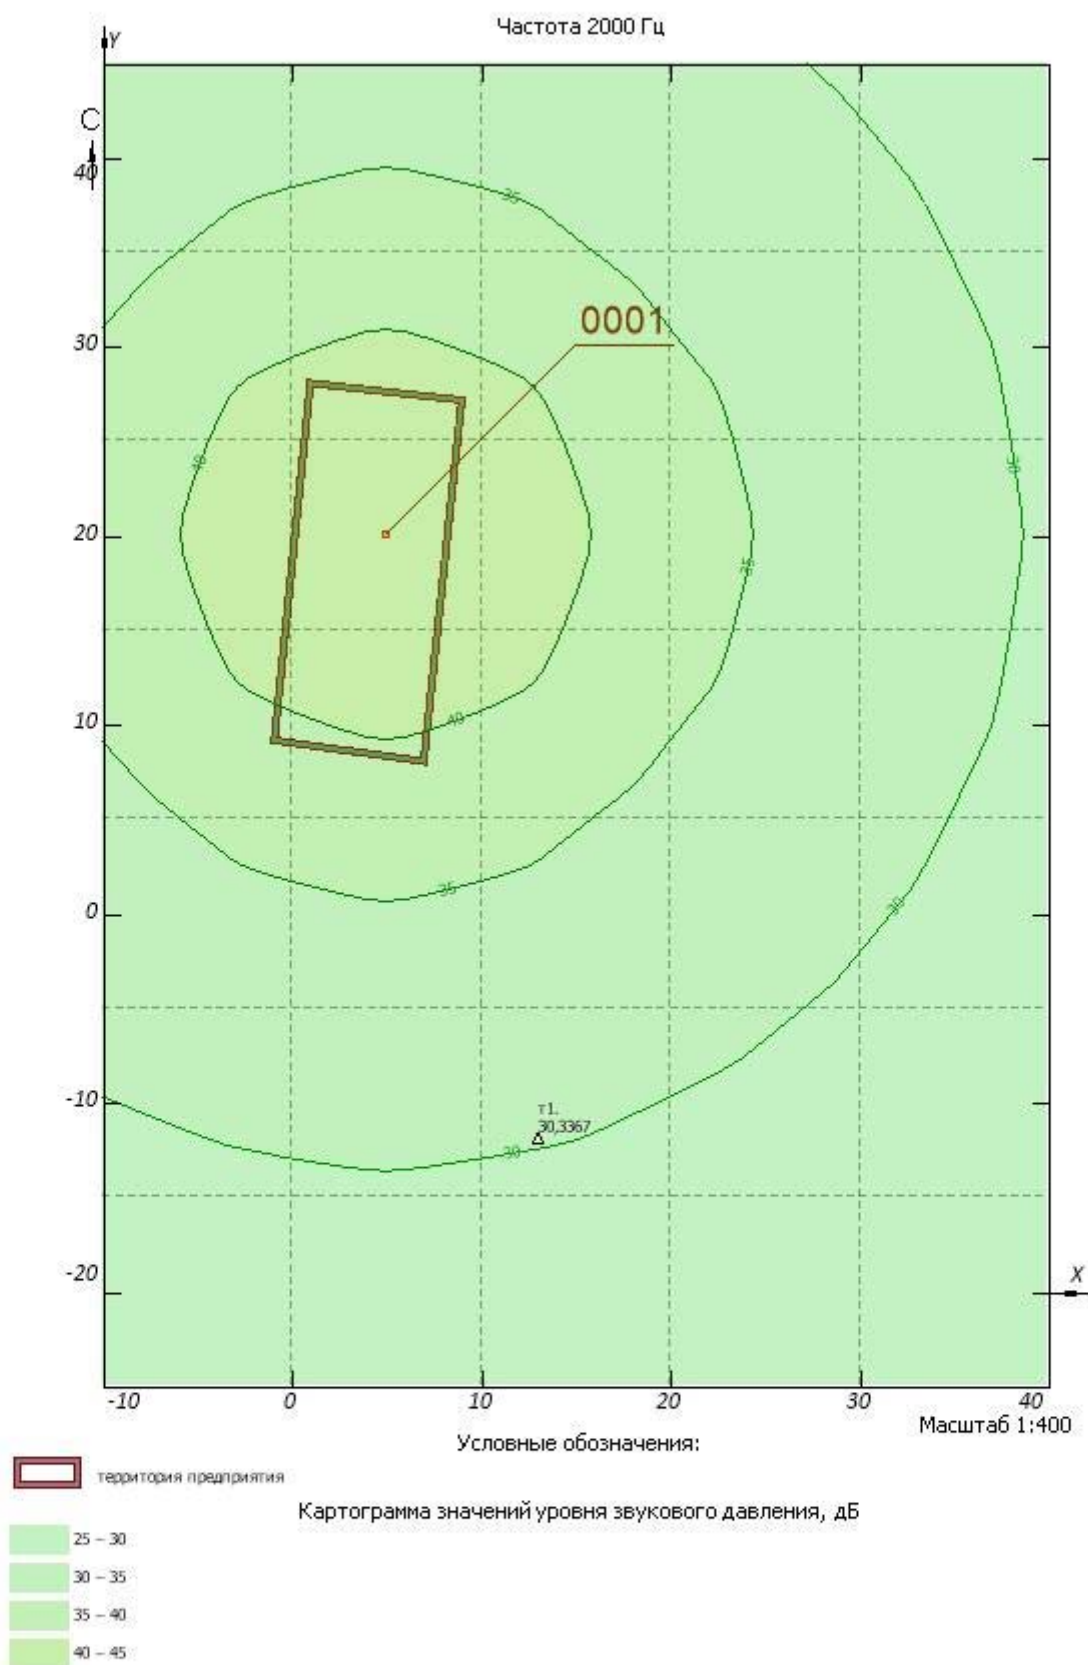 Частота 2000 Гц
Y
С
40
35
0001
30
40
30
20
35
10
40
35
0
30
-10
т1.
30,3367
30
-20
X
-10 0 10 20 30 40
Масштаб 1:400
Условные обозначения:
территория предприятия
Картограмма значений уровня звукового давления, дБ
25 – 30
30 – 35
35 – 40
40 – 45